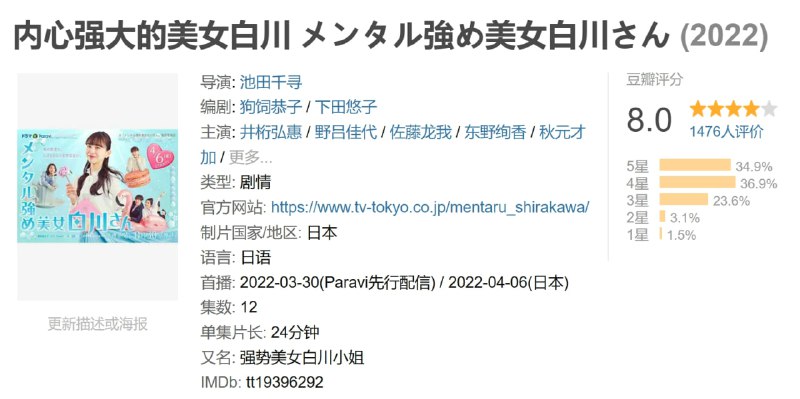 内心强大的美女白川 メンタル強め美女白川さん (2022)
导演: 池田千寻
编剧: 狗饲恭子 / 下田悠子
主演: 井桁弘惠 / 野吕佳代 / 佐藤龙我 / 东野绚香 / 秋元才
加 / 更多...
类型: 剧情
官方网站: https://www.tv-tokyo.co.jp/mentaru_shirakawa/
制片国家/地区: 日本
语言: 日语
首播: 2022-03-30(Paravi先行配信) / 2022-04-06(日本)
集数: 12
单集片长: 24分钟
又名: 强势美女白川小姐
IMDb: tt19396292
豆瓣评分
8.0
1476人评价
5星 34.9%
4星 36.9%
3星 23.6%
2星 3.1%
1星 1.5%
Paravi
メンタル強め
美女白川さん
更新描述或海报